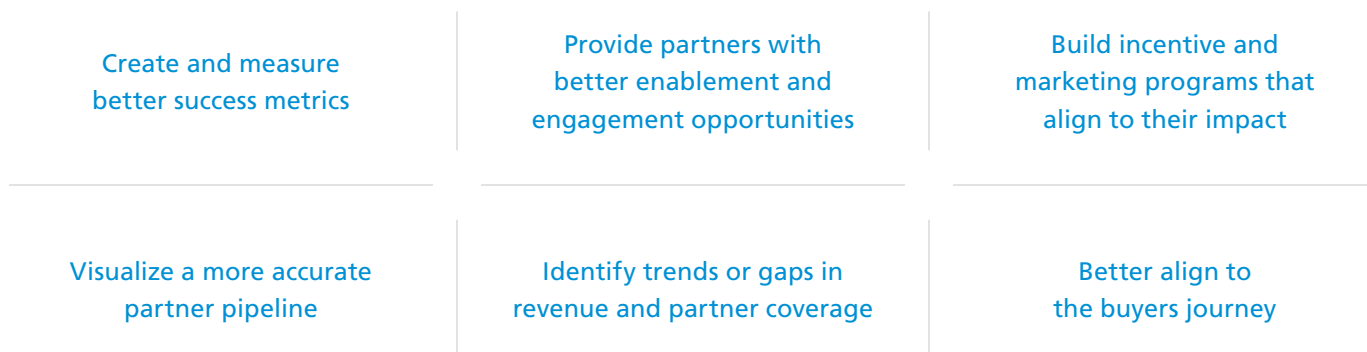 Create and measure
better success metrics
Provide partners with
better enablement and
engagement opportunities
Build incentive and
marketing programs that
align to their impact
Visualize a more accurate
partner pipeline
Identify trends or gaps in
revenue and partner coverage
Better align to
the buyers journey